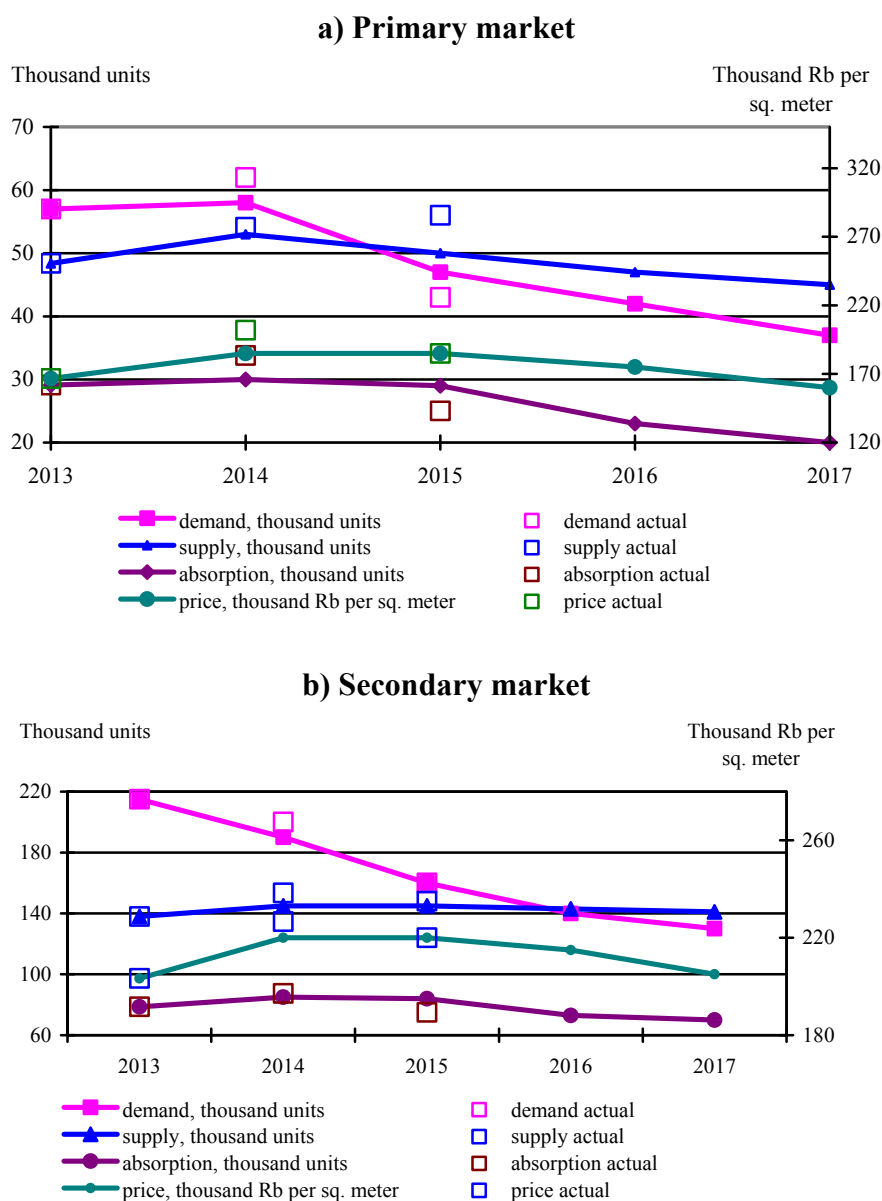 a) Primary market
Thousand units
Thousand Rb per
sq. meter
70
60
50
40
30
20
320
270
220
170
120
2013 2014 2015 2016 2017
demand, thousand units
supply, thousand units
absorption, thousand units
price, thousand Rb per sq. meter
demand actual
supply actual
absorption actual
price actual
b) Secondary market
Thousand units
Thousand Rb per
sq. meter
220
180
140
100
60
260
220
180
2013 2014 2015 2016 2017
demand, thousand units
supply, thousand units
absorption, thousand units
price, thousand Rb per sq. meter
demand actual
supply actual
absorption actual
price actual